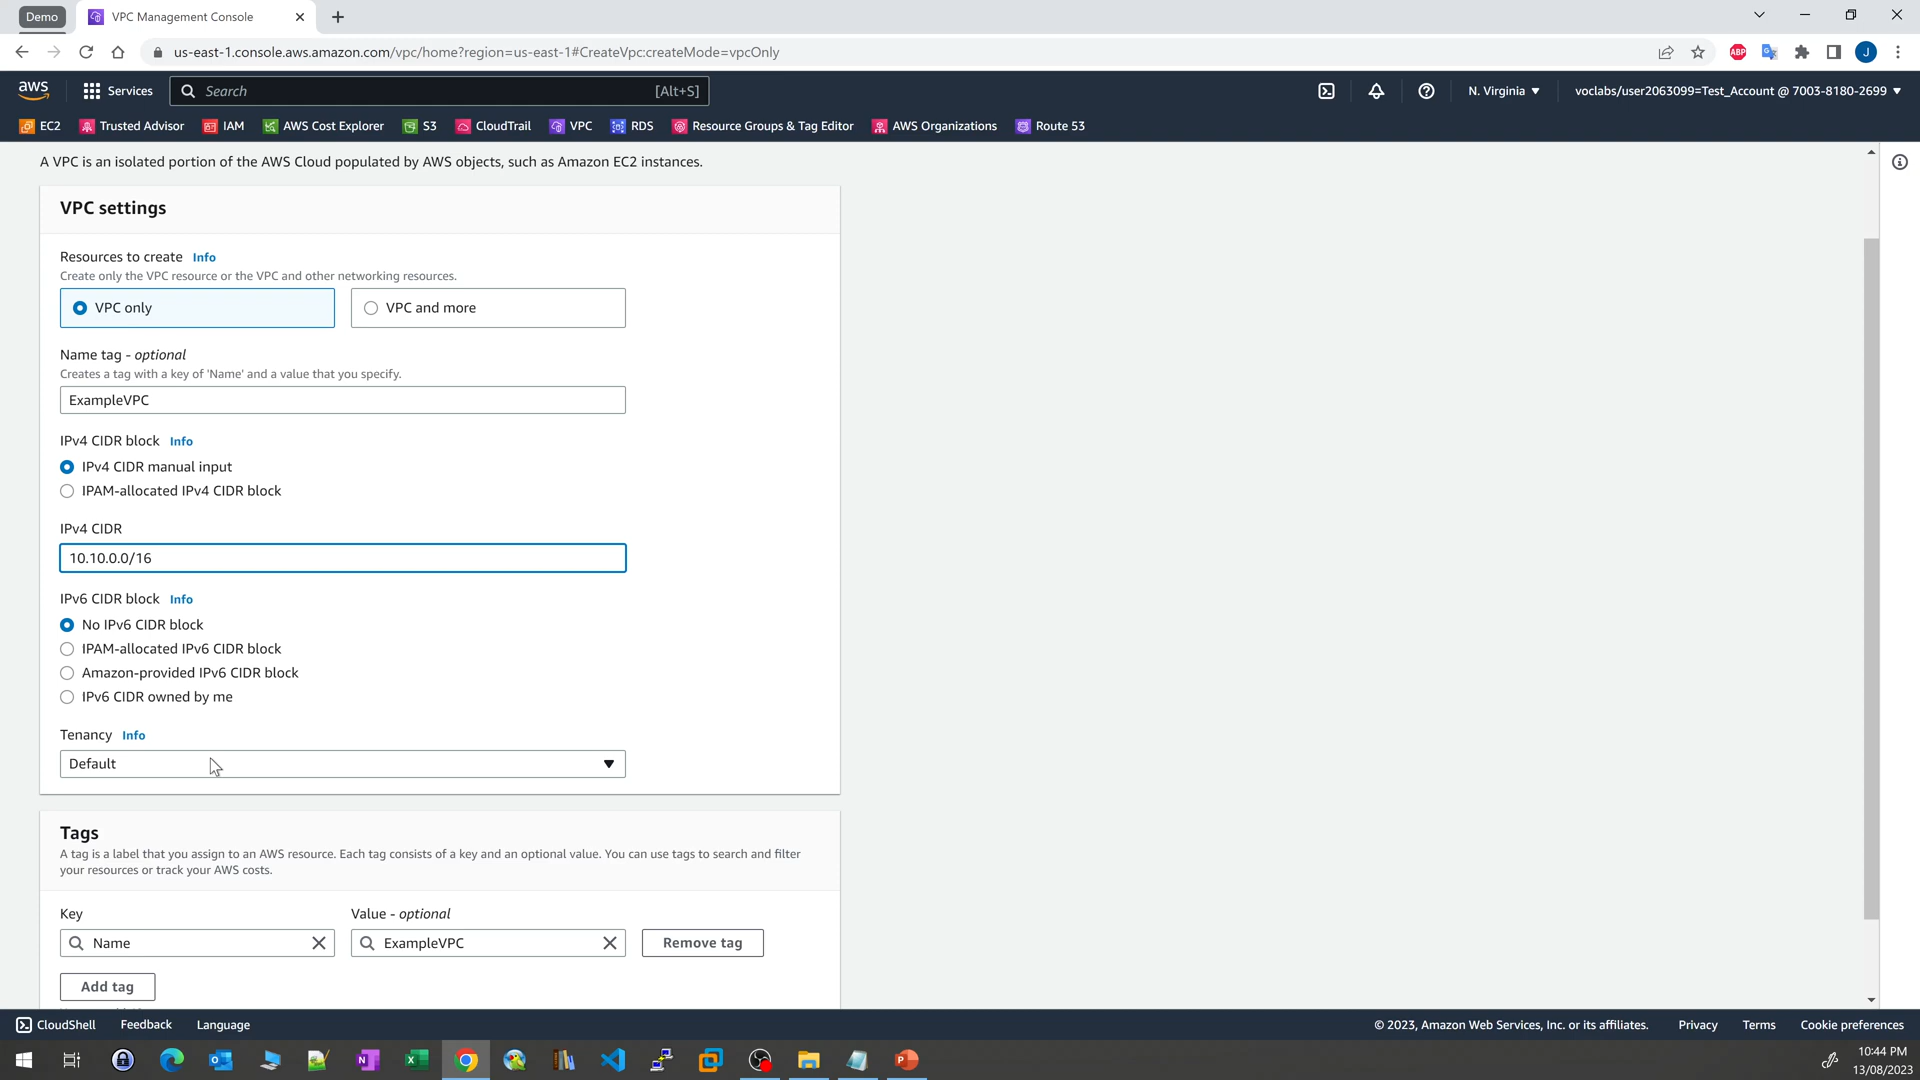 Demo
VPC Management Console
us-east-1.console.aws.amazon.com/vpc/home?region=us-east-1#CreateVpc:createMode=vpcOnly
ABP
J
aws
Services
Search
[Alt+S]
N. Virginia
voclabs/user2063099=Test_Account @ 7003-8180-2699
EC2
Trusted Advisor
IAM
AWS Cost Explorer
S3
CloudTrail
VPC
RDS
Resource Groups & Tag Editor
AWS Organizations
Route 53
A VPC is an isolated portion of the AWS Cloud populated by AWS objects, such as Amazon EC2 instances.
VPC settings
Resources to create Info
Create only the VPC resource or the VPC and other networking resources.
VPC only
VPC and more
Name tag - optional
Creates a tag with a key of 'Name' and a value that you specify.
ExampleVPC
IPv4 CIDR block Info
IPv4 CIDR manual input
IPAM-allocated IPv4 CIDR block
IPv4 CIDR
10.10.0.0/16
IPv6 CIDR block Info
No IPv6 CIDR block
IPAM-allocated IPv6 CIDR block
Amazon-provided IPv6 CIDR block
IPv6 CIDR owned by me
Tenancy Info
Default
Tags
A tag is a label that you assign to an AWS resource. Each tag consists of a key and an optional value. You can use tags to search and filter
your resources or track your AWS costs.
Key
Value - optional
Name
ExampleVPC
Remove tag
Add tag
CloudShell
Feedback
Language
© 2023, Amazon Web Services, Inc. or its affiliates.
Privacy
Terms
Cookie preferences
10:44 PM
13/08/2023